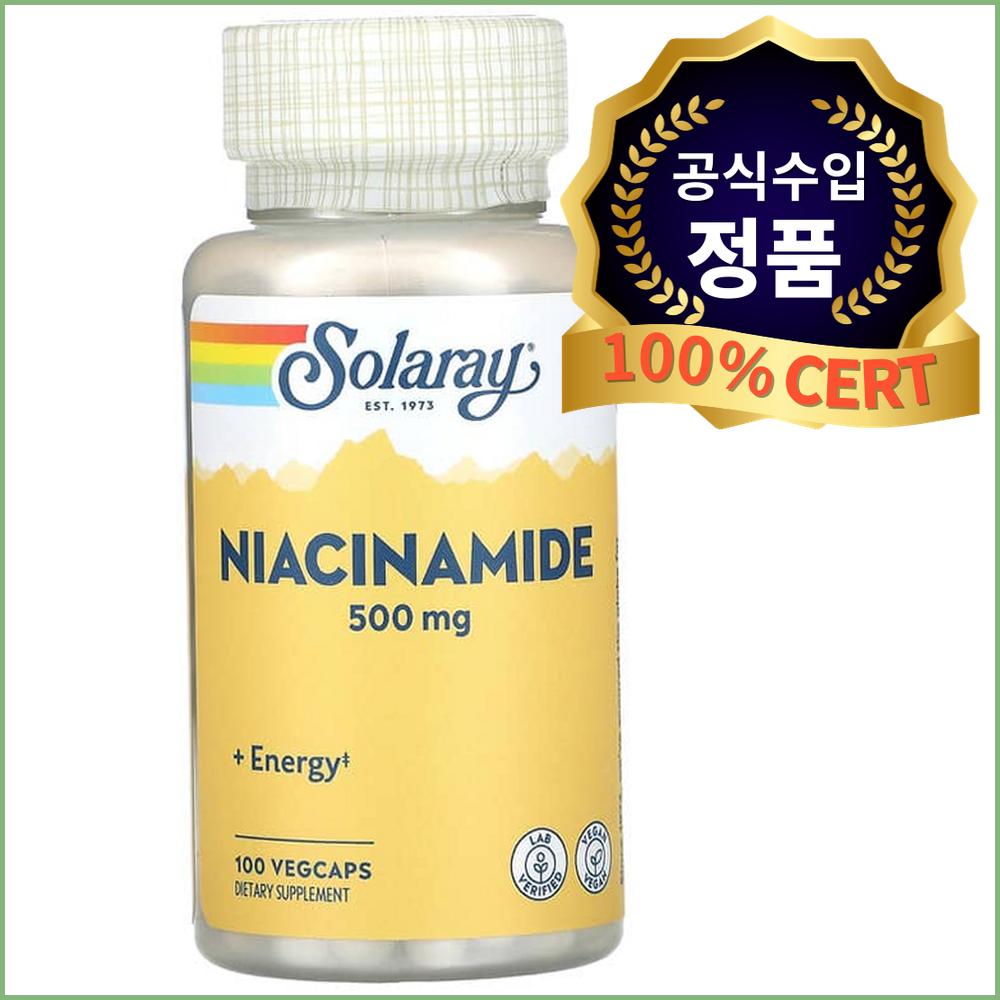 공식수입
정품
100% CERT
Solaray®
EST. 1973
NIACINAMIDE
500 mg
+ Energy‡
100 VEGCAPS
DIETARY SUPPLEMENT
LAB VERIFIED
VEGAN VEGAN